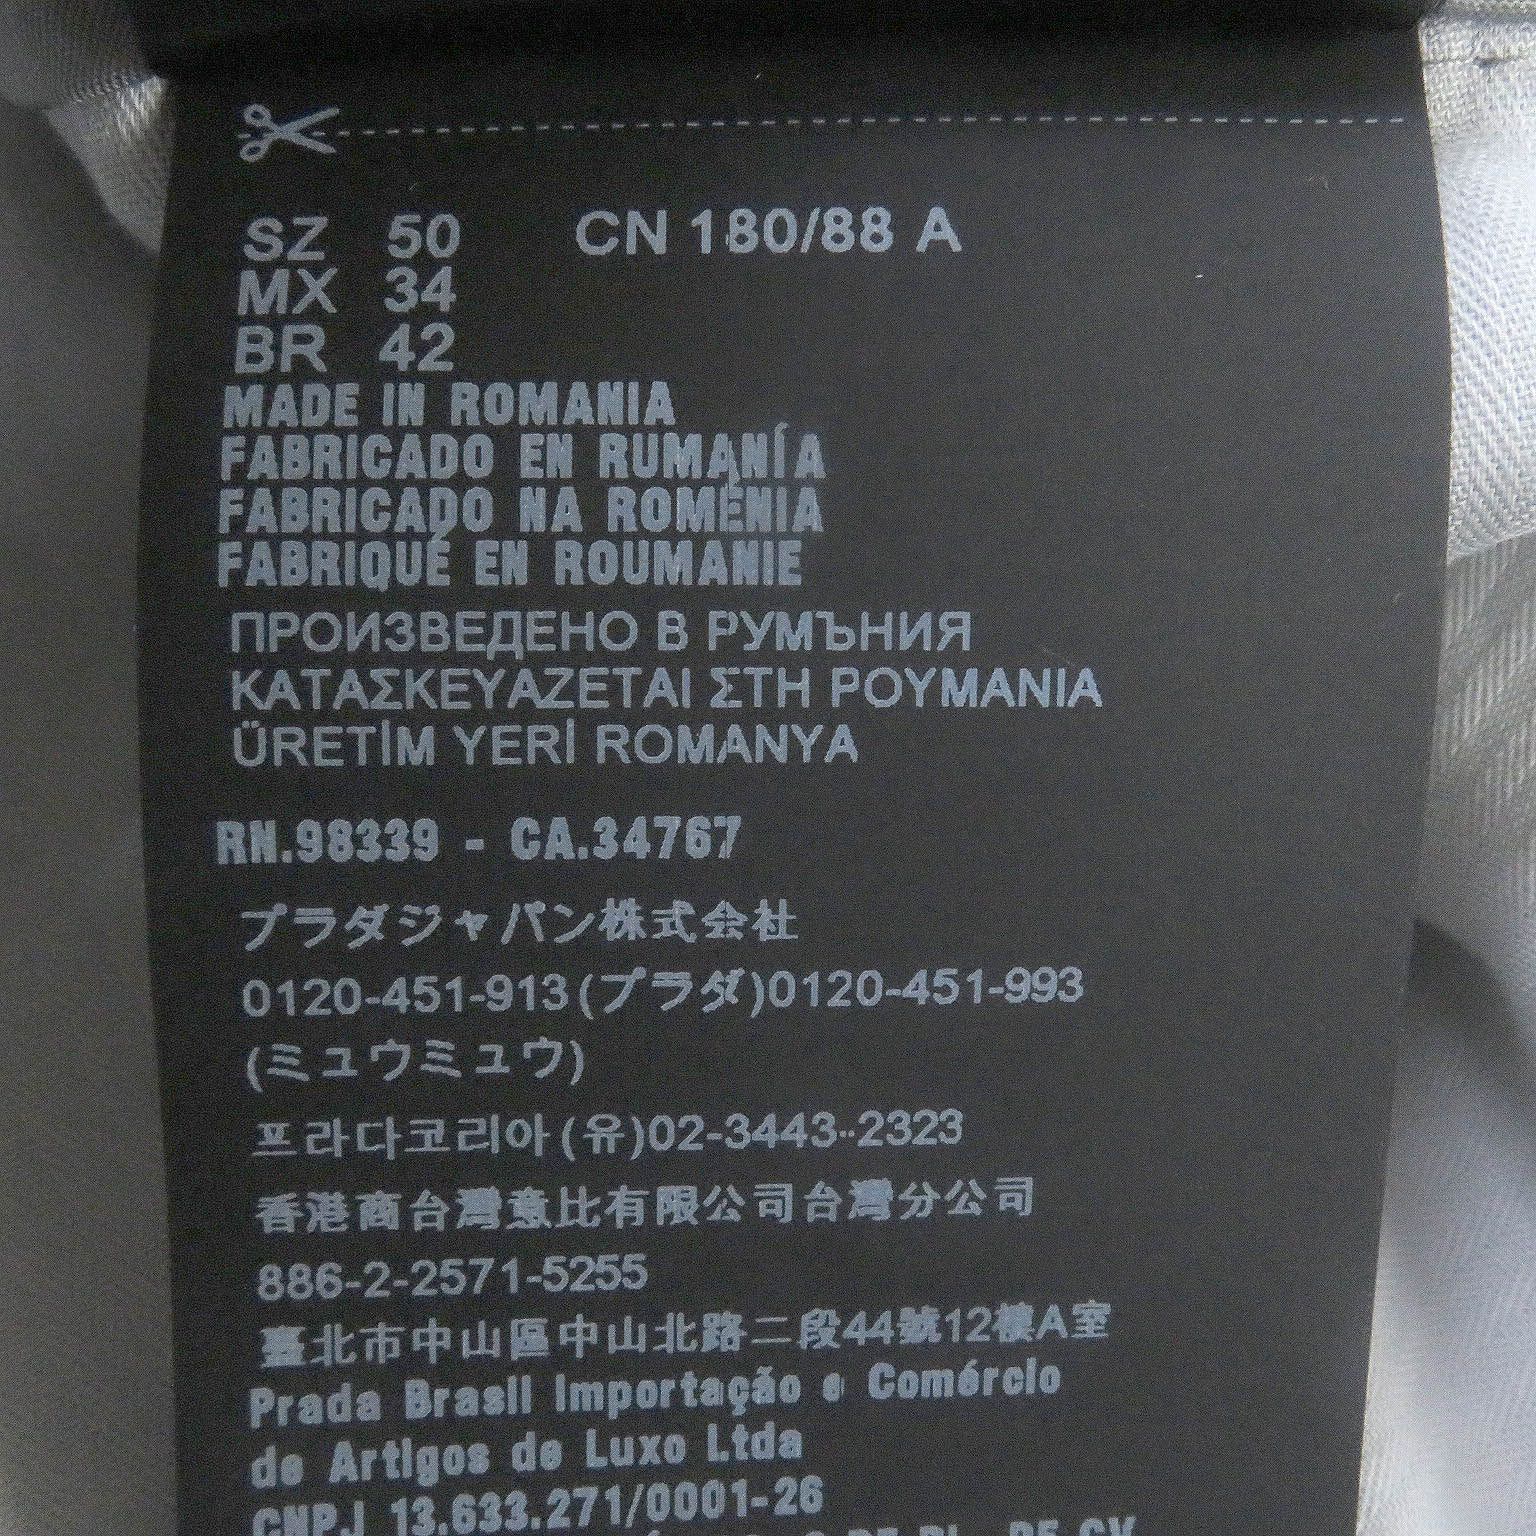 SZ 50 CN 180/88 A
MX 34
BR 42
MADE IN ROMANIA
FABRICADO EN RUMANÍA
FABRICADO NA ROMÊNIA
FABRIQUÉ EN ROUMANIE
ПРОИЗВЕДЕНО В РУМЪНИЯ
ΚΑΤΑΣΚΕΥΑΖΕΤΑΙ ΣΤΗ ΡΟΥΜΑΝΙΑ
ÜRETİM YERİ ROMANYA
RN.98339 - CA.34767
プラダジャパン株式会社
0120-451-913(プラダ)0120-451-993
(ミュウミュウ)
프라다코리아(유)02-3443-2323
香港商台灣意比有限公司台灣分公司
886-2-2571-5255
臺北市中山區中山北路二段44號12樓A室
Prada Brasil Importação e Comércio
de Artigos de Luxo Ltda
CNPJ 13.633.271/0001-26